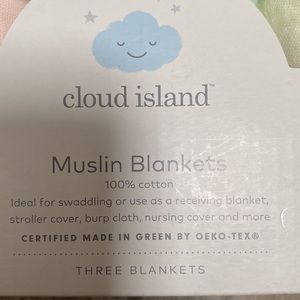 cloud island™
Muslin Blankets
100% cotton
Ideal for swaddling or use as a receiving blanket,
stroller cover, burp cloth, nursing cover and more
CERTIFIED MADE IN GREEN BY OEKO-TEX®
THREE BLANKETS